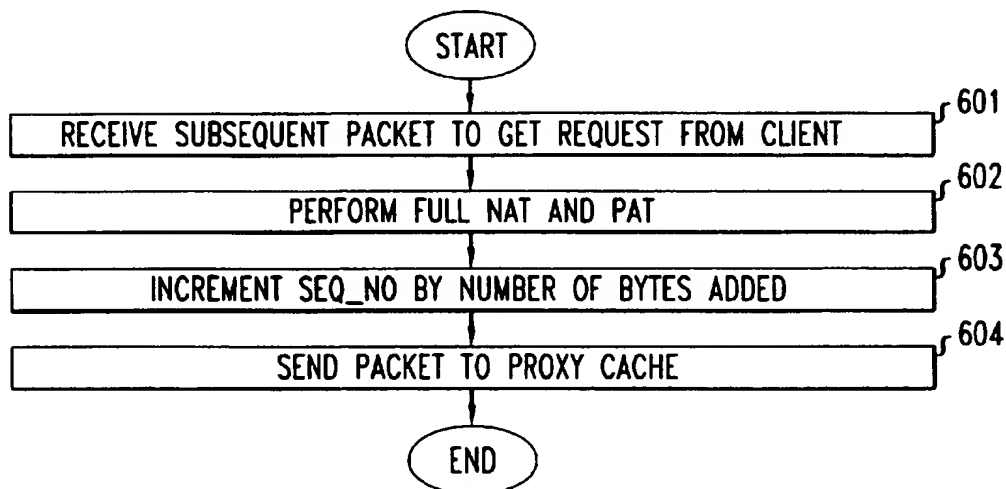 START
601
RECEIVE SUBSEQUENT PACKET TO GET REQUEST FROM CLIENT
602
PERFORM FULL NAT AND PAT
603
INCREMENT SEQ_NO BY NUMBER OF BYTES ADDED
604
SEND PACKET TO PROXY CACHE
END